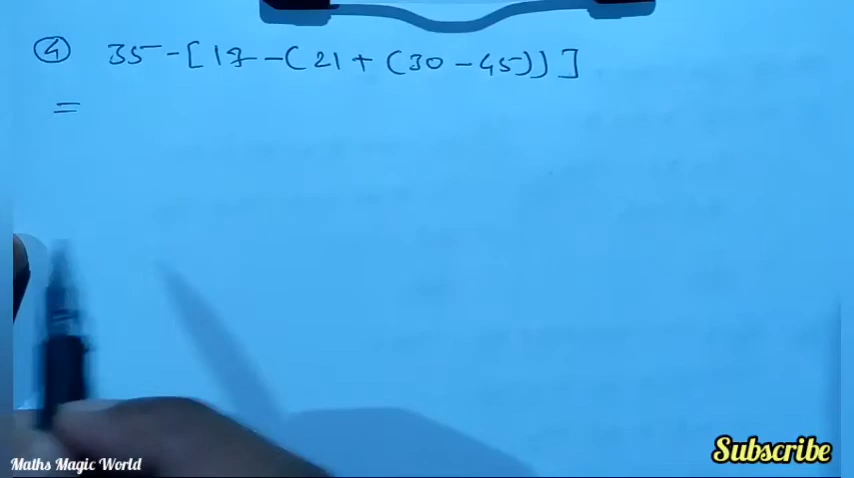 ④ 35-[17-(21+(30-45))]
=
Subscribe
Maths Magic World